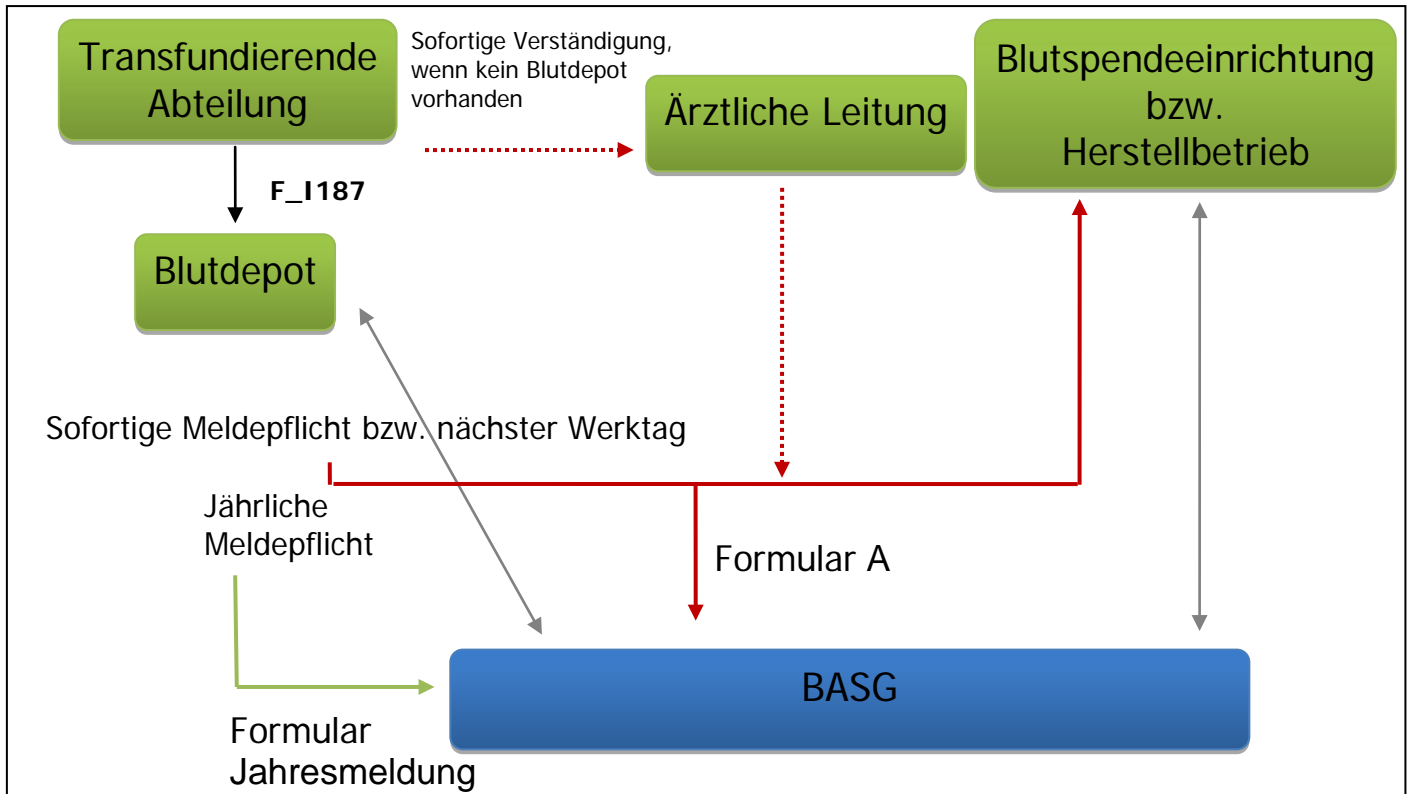 Transfundierende
Abteilung
Sofortige Verständigung,
wenn kein Blutdepot
vorhanden
Ärztliche Leitung
Blutspendeeinrichtung
bzw.
Herstellbetrieb
F_I187
Blutdepot
Sofortige Meldepflicht bzw. nächster Werktag
Jährliche
Meldepflicht
Formular A
BASG
Formular
Jahresmeldung